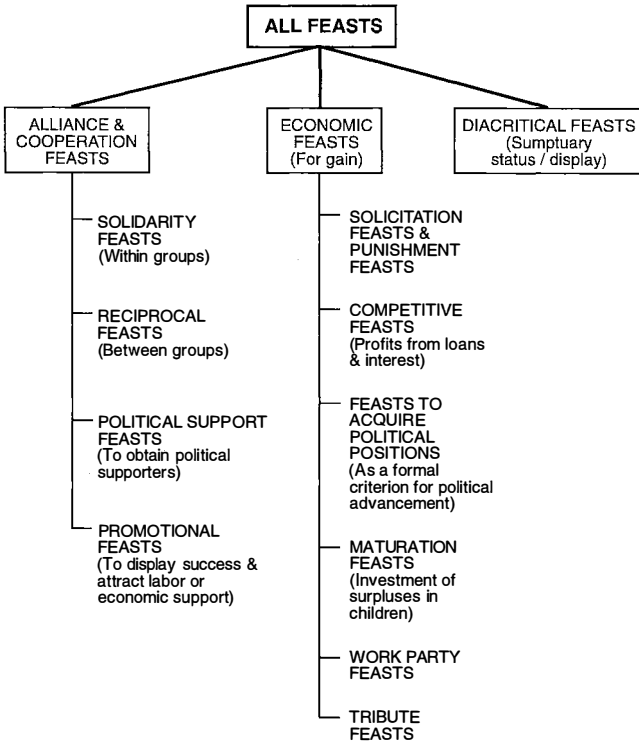 ALL FEASTS
ALLIANCE &
COOPERATION
FEASTS
SOLIDARITY
FEASTS
(Within groups)
RECIPROCAL
FEASTS
(Between groups)
POLITICAL SUPPORT
FEASTS
(To obtain political
supporters)
PROMOTIONAL
FEASTS
(To display success &
attract labor or
economic support)
ECONOMIC
FEASTS
(For gain)
SOLICITATION
FEASTS &
PUNISHMENT
FEASTS
COMPETITIVE
FEASTS
(Profits from loans
& interest)
FEASTS TO
ACQUIRE
POLITICAL
POSITIONS
(As a formal
criterion for political
advancement)
MATURATION
FEASTS
(Investment of
surpluses in
children)
WORK PARTY
FEASTS
TRIBUTE
FEASTS
DIACRITICAL FEASTS
(Sumptuary
status / display)